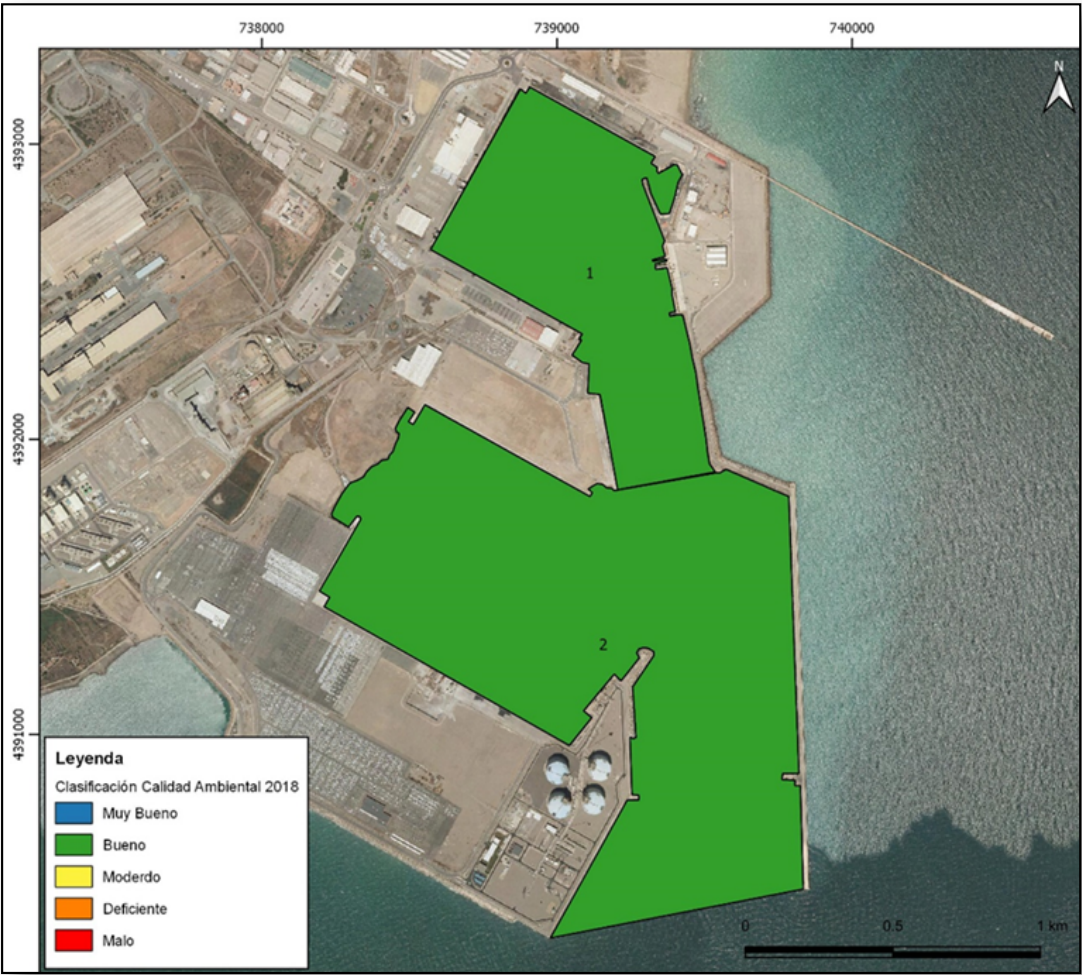 738000
739000
740000
N
4393000
1
4392000
2
4391000
Leyenda
Clasificación Calidad Ambiental 2018
Muy Bueno
Bueno
Moderdo
Deficiente
Malo
0
0.5
1 km